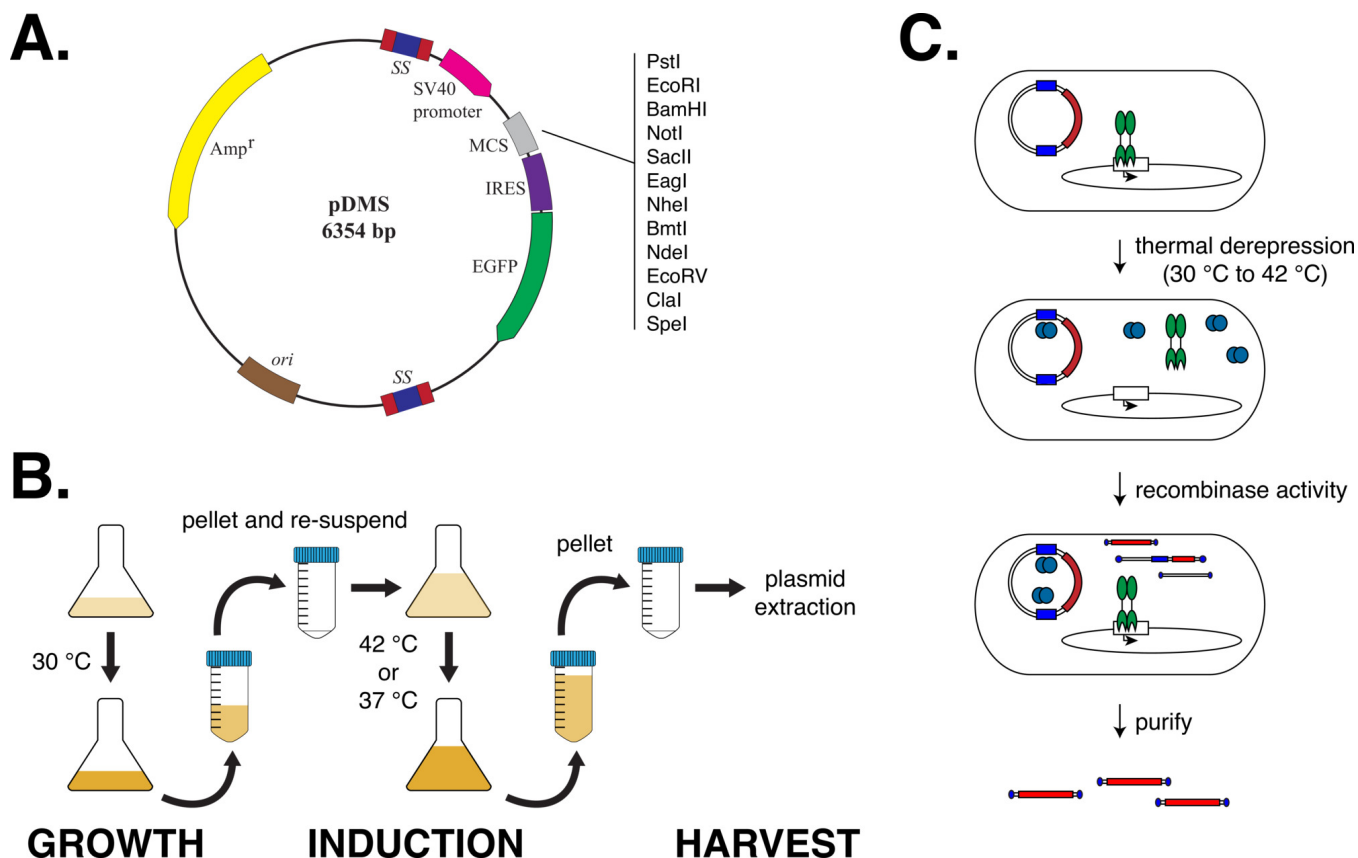 A.
SS
SV40
promoter
MCS
IRES
EGFP
SS
ori
Ampʳ
pDMS
6354 bp
PstI
EcoRI
BamHI
NotI
SacII
EagI
NheI
BmtI
NdeI
EcoRV
ClaI
SpeI
B.
pellet and re-suspend
30 °C
42 °C
or
37 °C
pellet
plasmid
extraction
GROWTH
INDUCTION
HARVEST
C.
thermal derepression
(30 °C to 42 °C)
recombinase activity
purify